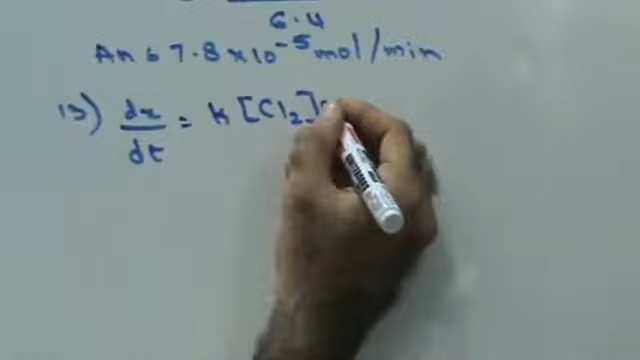 6.4
Ans 7.8 x 10⁻⁵ mol/min
13) dx/dt = k [Cl₂]